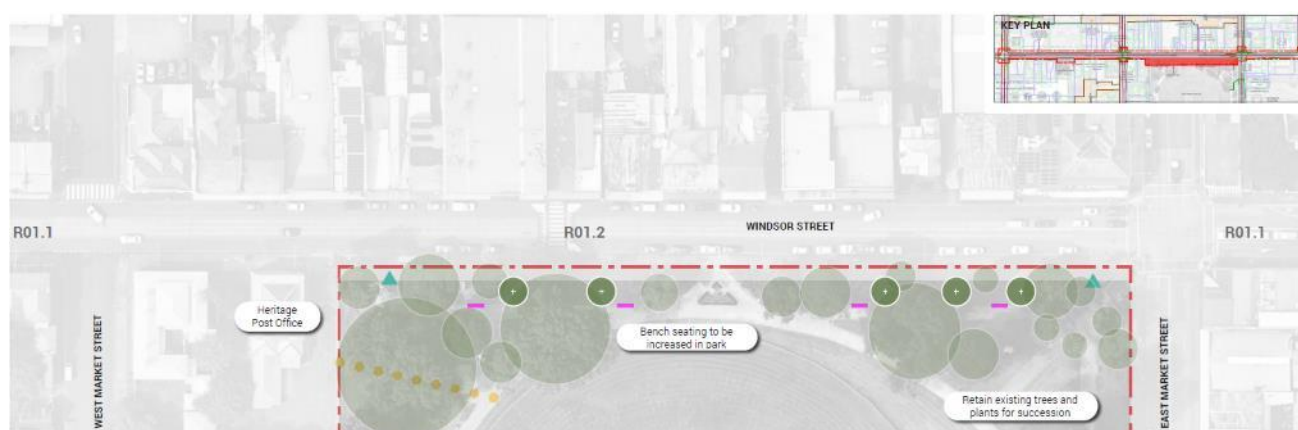 KEY PLAN
R01.1
R01.2
WINDSOR STREET
R01.1
Heritage
Post Office
Bench seating to be
increased in park
Retain existing trees and
plants for succession
WEST MARKET STREET
EAST MARKET STREET